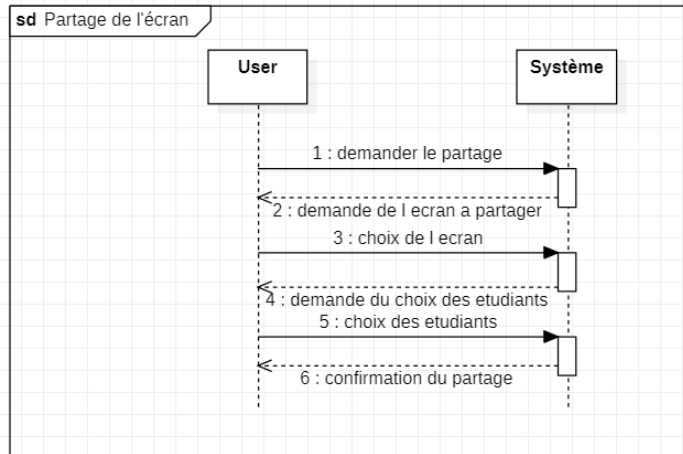 sd Partage de l'écran
User
Système
1 : demander le partage
2 : demande de l ecran a partager
3 : choix de l ecran
4 : demande du choix des etudiants
5 : choix des etudiants
6 : confirmation du partage